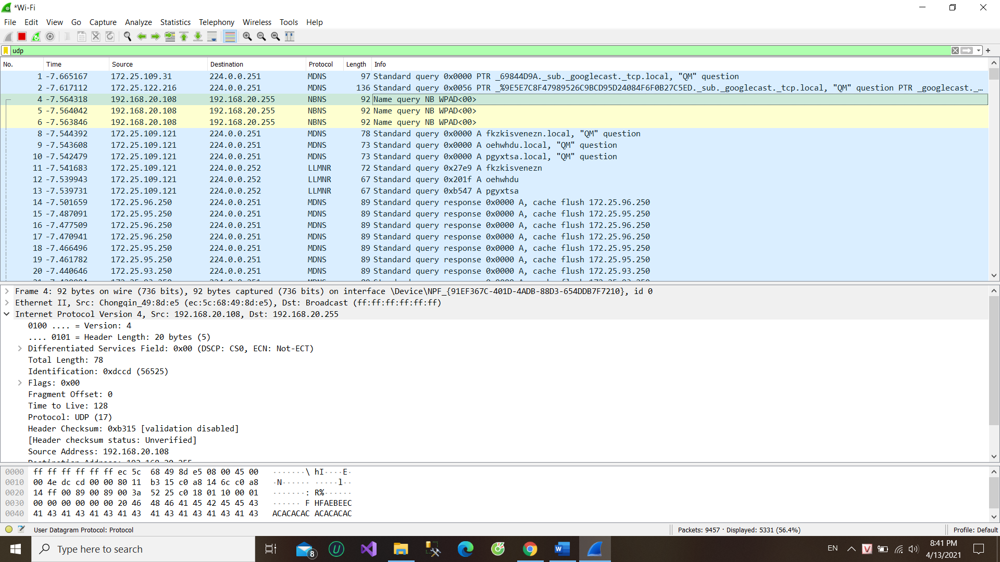 *Wi-Fi
File Edit View Go Capture Analyze Statistics Telephony Wireless Tools Help
udp
No. Time Source Destination Protocol Length Info
1 -7.665167 172.25.109.31 224.0.0.251 MDNS 97 Standard query 0x0000 PTR _69844D9A._sub._googlecast._tcp.local, "QM" question
2 -7.617112 172.25.122.216 224.0.0.251 MDNS 136 Standard query 0x0056 PTR _%9E5E7C8F47989526C9BCD95D24084F6F0B27C5ED._sub._googlecast._tcp.local, "QM" question PTR _googlecast._…
4 -7.564318 192.168.20.108 192.168.20.255 NBNS 92 Name query NB WPAD<00>
5 -7.564042 192.168.20.108 192.168.20.255 NBNS 92 Name query NB WPAD<00>
6 -7.563846 192.168.20.108 192.168.20.255 NBNS 92 Name query NB WPAD<00>
8 -7.544392 172.25.109.121 224.0.0.251 MDNS 78 Standard query 0x0000 A fkzkisvenezn.local, "QM" question
9 -7.543608 172.25.109.121 224.0.0.251 MDNS 73 Standard query 0x0000 A oehwhdu.local, "QM" question
10 -7.542479 172.25.109.121 224.0.0.251 MDNS 73 Standard query 0x0000 A pgyxtsa.local, "QM" question
11 -7.541683 172.25.109.121 224.0.0.252 LLMNR 72 Standard query 0x27e9 A fkzkisvenezn
12 -7.539943 172.25.109.121 224.0.0.252 LLMNR 67 Standard query 0x201f A oehwhdu
13 -7.539731 172.25.109.121 224.0.0.252 LLMNR 67 Standard query 0xb547 A pgyxtsa
14 -7.501659 172.25.96.250 224.0.0.251 MDNS 89 Standard query response 0x0000 A, cache flush 172.25.96.250
15 -7.487091 172.25.95.250 224.0.0.251 MDNS 89 Standard query response 0x0000 A, cache flush 172.25.95.250
16 -7.477509 172.25.96.250 224.0.0.251 MDNS 89 Standard query response 0x0000 A, cache flush 172.25.96.250
17 -7.470941 172.25.96.250 224.0.0.251 MDNS 89 Standard query response 0x0000 A, cache flush 172.25.96.250
18 -7.466496 172.25.95.250 224.0.0.251 MDNS 89 Standard query response 0x0000 A, cache flush 172.25.95.250
19 -7.461782 172.25.95.250 224.0.0.251 MDNS 89 Standard query response 0x0000 A, cache flush 172.25.95.250
20 -7.440646 172.25.93.250 224.0.0.251 MDNS 89 Standard query response 0x0000 A, cache flush 172.25.93.250
Frame 4: 92 bytes on wire (736 bits), 92 bytes captured (736 bits) on interface \Device\NPF_{91EF367C-401D-4ADB-88D3-654DDB7F7210}, id 0
Ethernet II, Src: Chongqin_49:8d:e5 (ec:5c:68:49:8d:e5), Dst: Broadcast (ff:ff:ff:ff:ff:ff)
Internet Protocol Version 4, Src: 192.168.20.108, Dst: 192.168.20.255
0100 .... = Version: 4
.... 0101 = Header Length: 20 bytes (5)
Differentiated Services Field: 0x00 (DSCP: CS0, ECN: Not-ECT)
Total Length: 78
Identification: 0xdccd (56525)
Flags: 0x00
Fragment Offset: 0
Time to Live: 128
Protocol: UDP (17)
Header Checksum: 0xb315 [validation disabled]
[Header checksum status: Unverified]
Source Address: 192.168.20.108
Destination Address: 192.168.20.255
0000 ff ff ff ff ff ff ec 5c 68 49 8d e5 08 00 45 00 ·······\ hI····E·
0010 00 4e dc cd 00 00 80 11 b3 15 c0 a8 14 6c c0 a8 ·N······ ·····l··
0020 14 ff 00 89 00 89 00 3a 52 25 c0 18 01 10 00 01 ·······: R%······
0030 00 00 00 00 00 00 20 46 48 46 41 45 42 45 45 43 ······ F HFAEBEEC
0040 41 43 41 43 41 43 41 43 41 43 41 43 41 43 41 43 ACACACAC ACACACAC
User Datagram Protocol: Protocol Packets: 9457 · Displayed: 5331 (56.4%) Profile: Default
Type here to search 8 EN 8:41 PM
4/13/2021